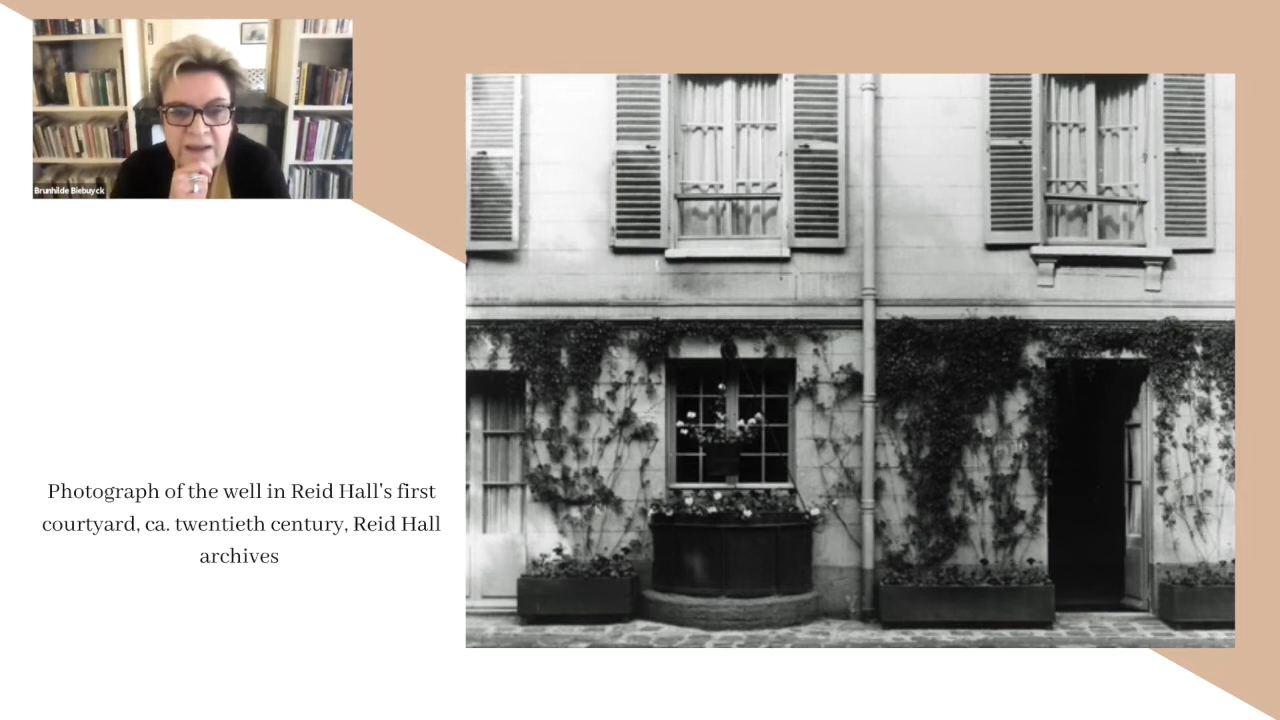 Brunhilde Biebuyck
Photograph of the well in Reid Hall's first
courtyard, ca. twentieth century, Reid Hall
archives